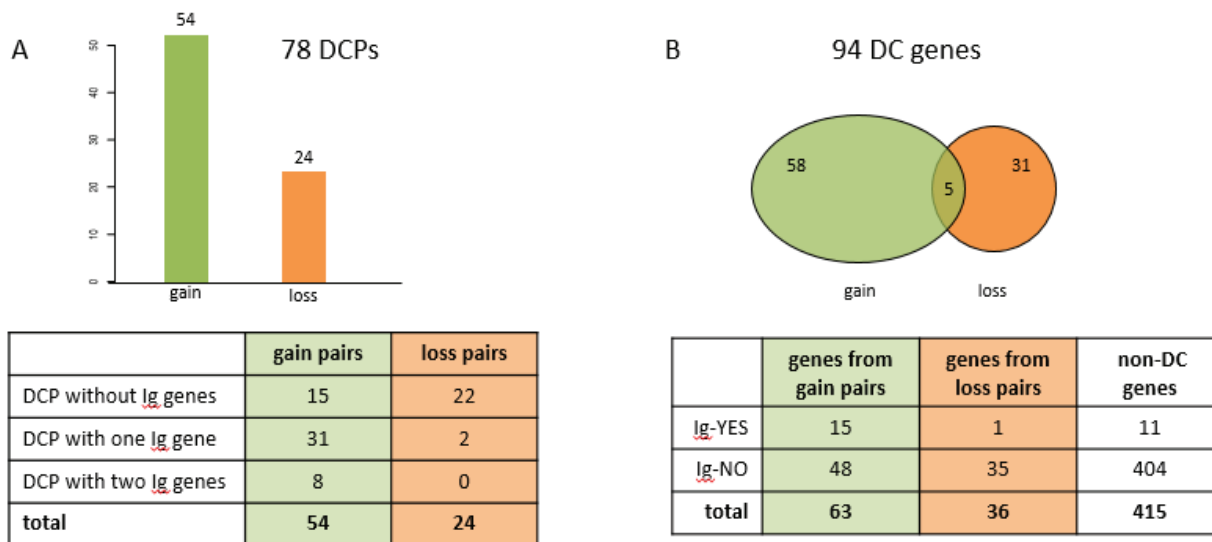 A
78 DCPs
54
24
50
40
30
20
10
0
gain
loss
gain pairs
loss pairs
DCP without Ig genes 15 22
DCP with one Ig gene 31 2
DCP with two Ig genes 8 0
total 54 24
B
94 DC genes
58
5
31
gain
loss
genes from gain pairs
genes from loss pairs
non-DC genes
Ig-YES 15 1 11
Ig-NO 48 35 404
total 63 36 415